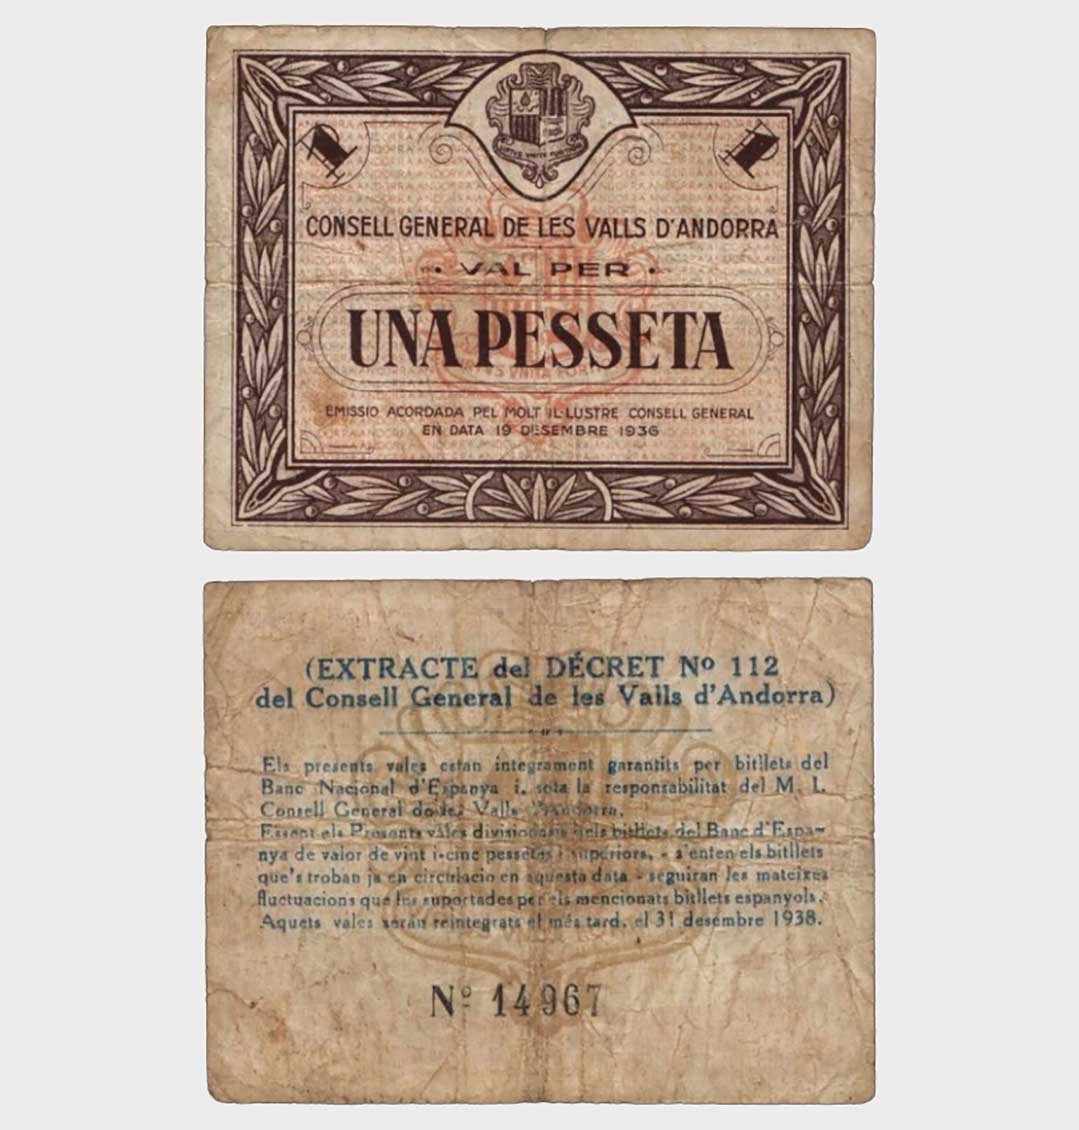 VIRTVS VNITA FORTIOR
CONSELL GENERAL DE LES VALLS D'ANDORRA
VAL PER
UNA PESSETA
EMISSIO ACORDADA PEL MOLT IL·LUSTRE CONSELL GENERAL
EN DATA 19 DESEMBRE 1936
(EXTRACTE del DÉCRET Nº 112
del Consell General de les Valls d'Andorra)
Els presents vales estan integrament garantits per bitllets del
Banc Nacional d'Espanya i, sota la responsabilitat del M. I.
Consell General de les Valls d'Andorra.
Essent els Presents vâles divisionaris dels bitllets del Banc d'Espa-
nya de valor de vint i-cinc pessetes i superiors, - s'enten els bitllets
que's troban ja en circulacio en aquesta data - seguiran les mateixes
fluctuacions que les suportades per els mencionats bitllets espanyols.
Aquets vales seran reintegrats el més tard, el 31 desembre 1938.
Nº 14967